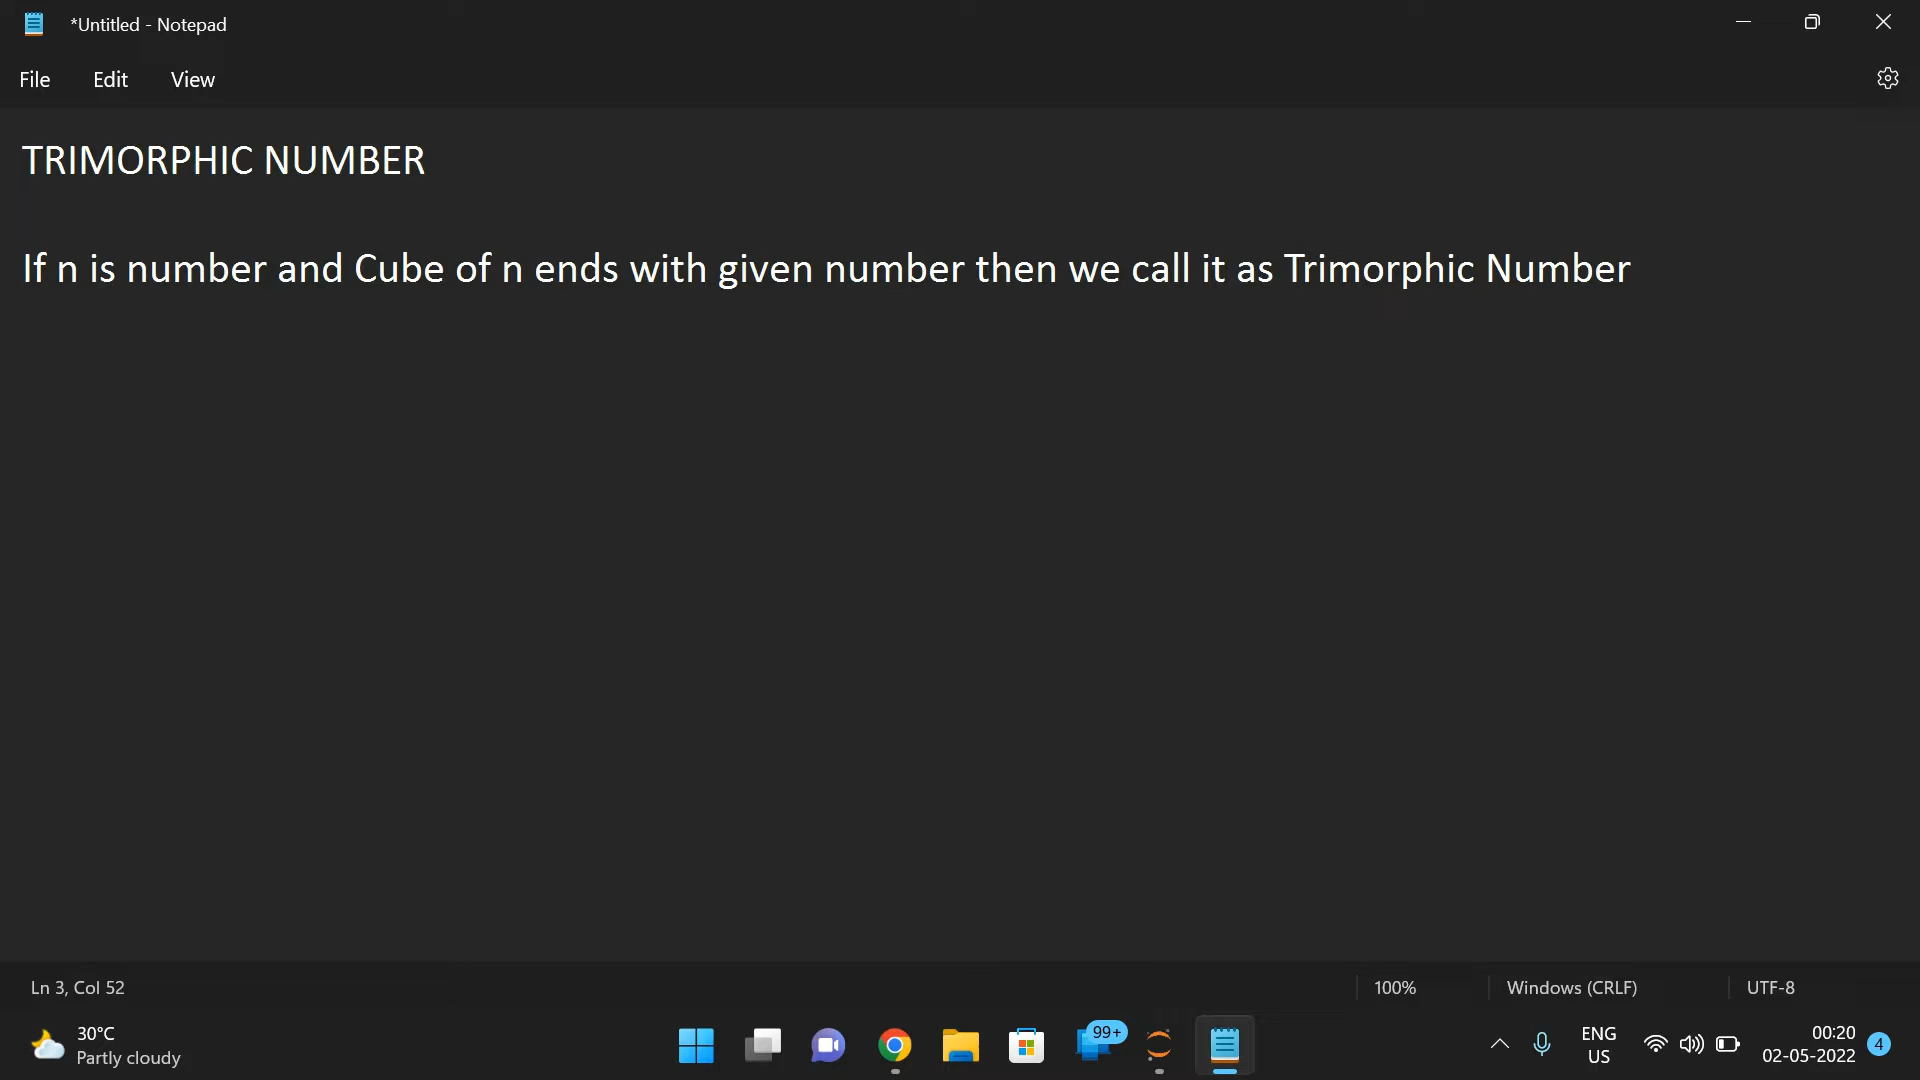 *Untitled - Notepad
File Edit View
TRIMORPHIC NUMBER
If n is number and Cube of n ends with given number then we call it as Trimorphic Number
Ln 3, Col 52 100% Windows (CRLF) UTF-8
30°C
Partly cloudy
99+
ENG
US
00:20
02-05-2022
4